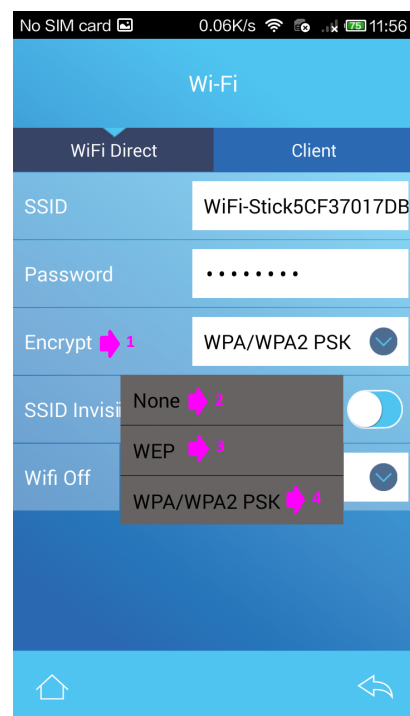 No SIM card 0.06K/s 75 11:56
Wi-Fi
WiFi Direct Client
SSID WiFi-Stick5CF37017DB
Password ••••••••
Encrypt 1 WPA/WPA2 PSK
None 2
SSID Invisi
WEP 3
Wifi Off
WPA/WPA2 PSK 4